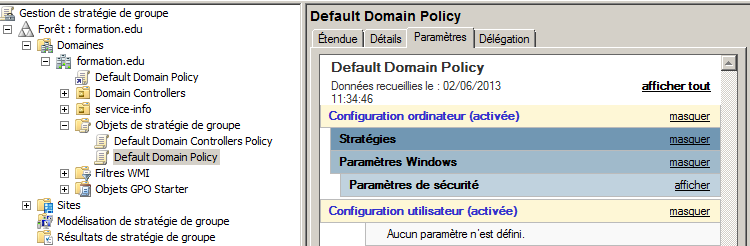 Gestion de stratégie de groupe
Forêt : formation.edu
Domaines
formation.edu
Default Domain Policy
Domain Controllers
service-info
Objets de stratégie de groupe
Default Domain Controllers Policy
Default Domain Policy
Filtres WMI
Objets GPO Starter
Sites
Modélisation de stratégie de groupe
Résultats de stratégie de groupe
Default Domain Policy
Étendue Détails Paramètres Délégation
Default Domain Policy
Données recueillies le : 02/06/2013 afficher tout
11:34:46
Configuration ordinateur (activée) masquer
Stratégies masquer
Paramètres Windows masquer
Paramètres de sécurité afficher
Configuration utilisateur (activée) masquer
Aucun paramètre n'est défini.